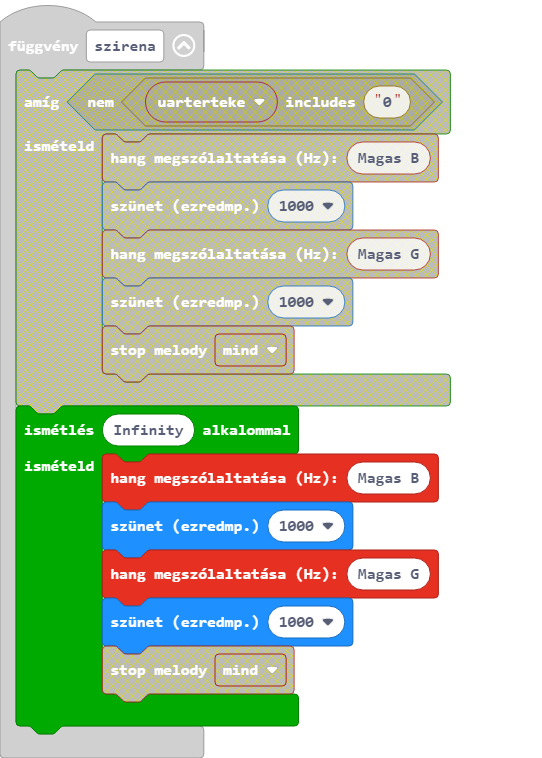 függvény szirena
amíg nem uarterteke includes "0"
ismételd
hang megszólaltatása (Hz): Magas B
szünet (ezredmp.) 1000
hang megszólaltatása (Hz): Magas G
szünet (ezredmp.) 1000
stop melody mind
ismétlés Infinity alkalommal
ismételd
hang megszólaltatása (Hz): Magas B
szünet (ezredmp.) 1000
hang megszólaltatása (Hz): Magas G
szünet (ezredmp.) 1000
stop melody mind